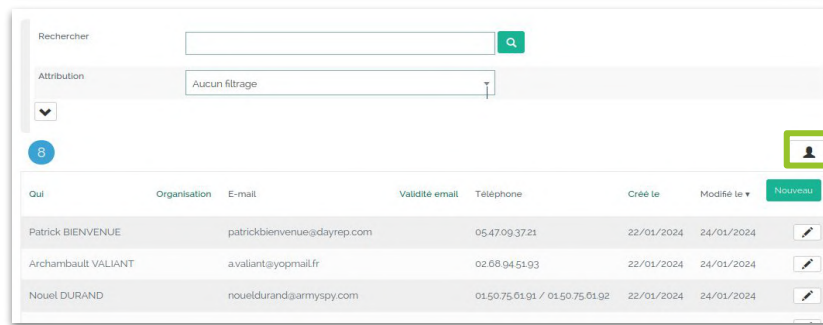 Rechercher
Attribution
Aucun filtrage
8
Qui Organisation E-mail Validité email Téléphone Créé le Modifié le ▾ Nouveau
Patrick BIENVENUE patrickbienvenue@dayrep.com 05.47.09.37.21 22/01/2024 24/01/2024
Archambault VALIANT a.valiant@yopmail.fr 02.68.94.51.93 22/01/2024 24/01/2024
Nouel DURAND noueldurand@armyspy.com 01.50.75.61.91 / 01.50.75.61.92 22/01/2024 24/01/2024